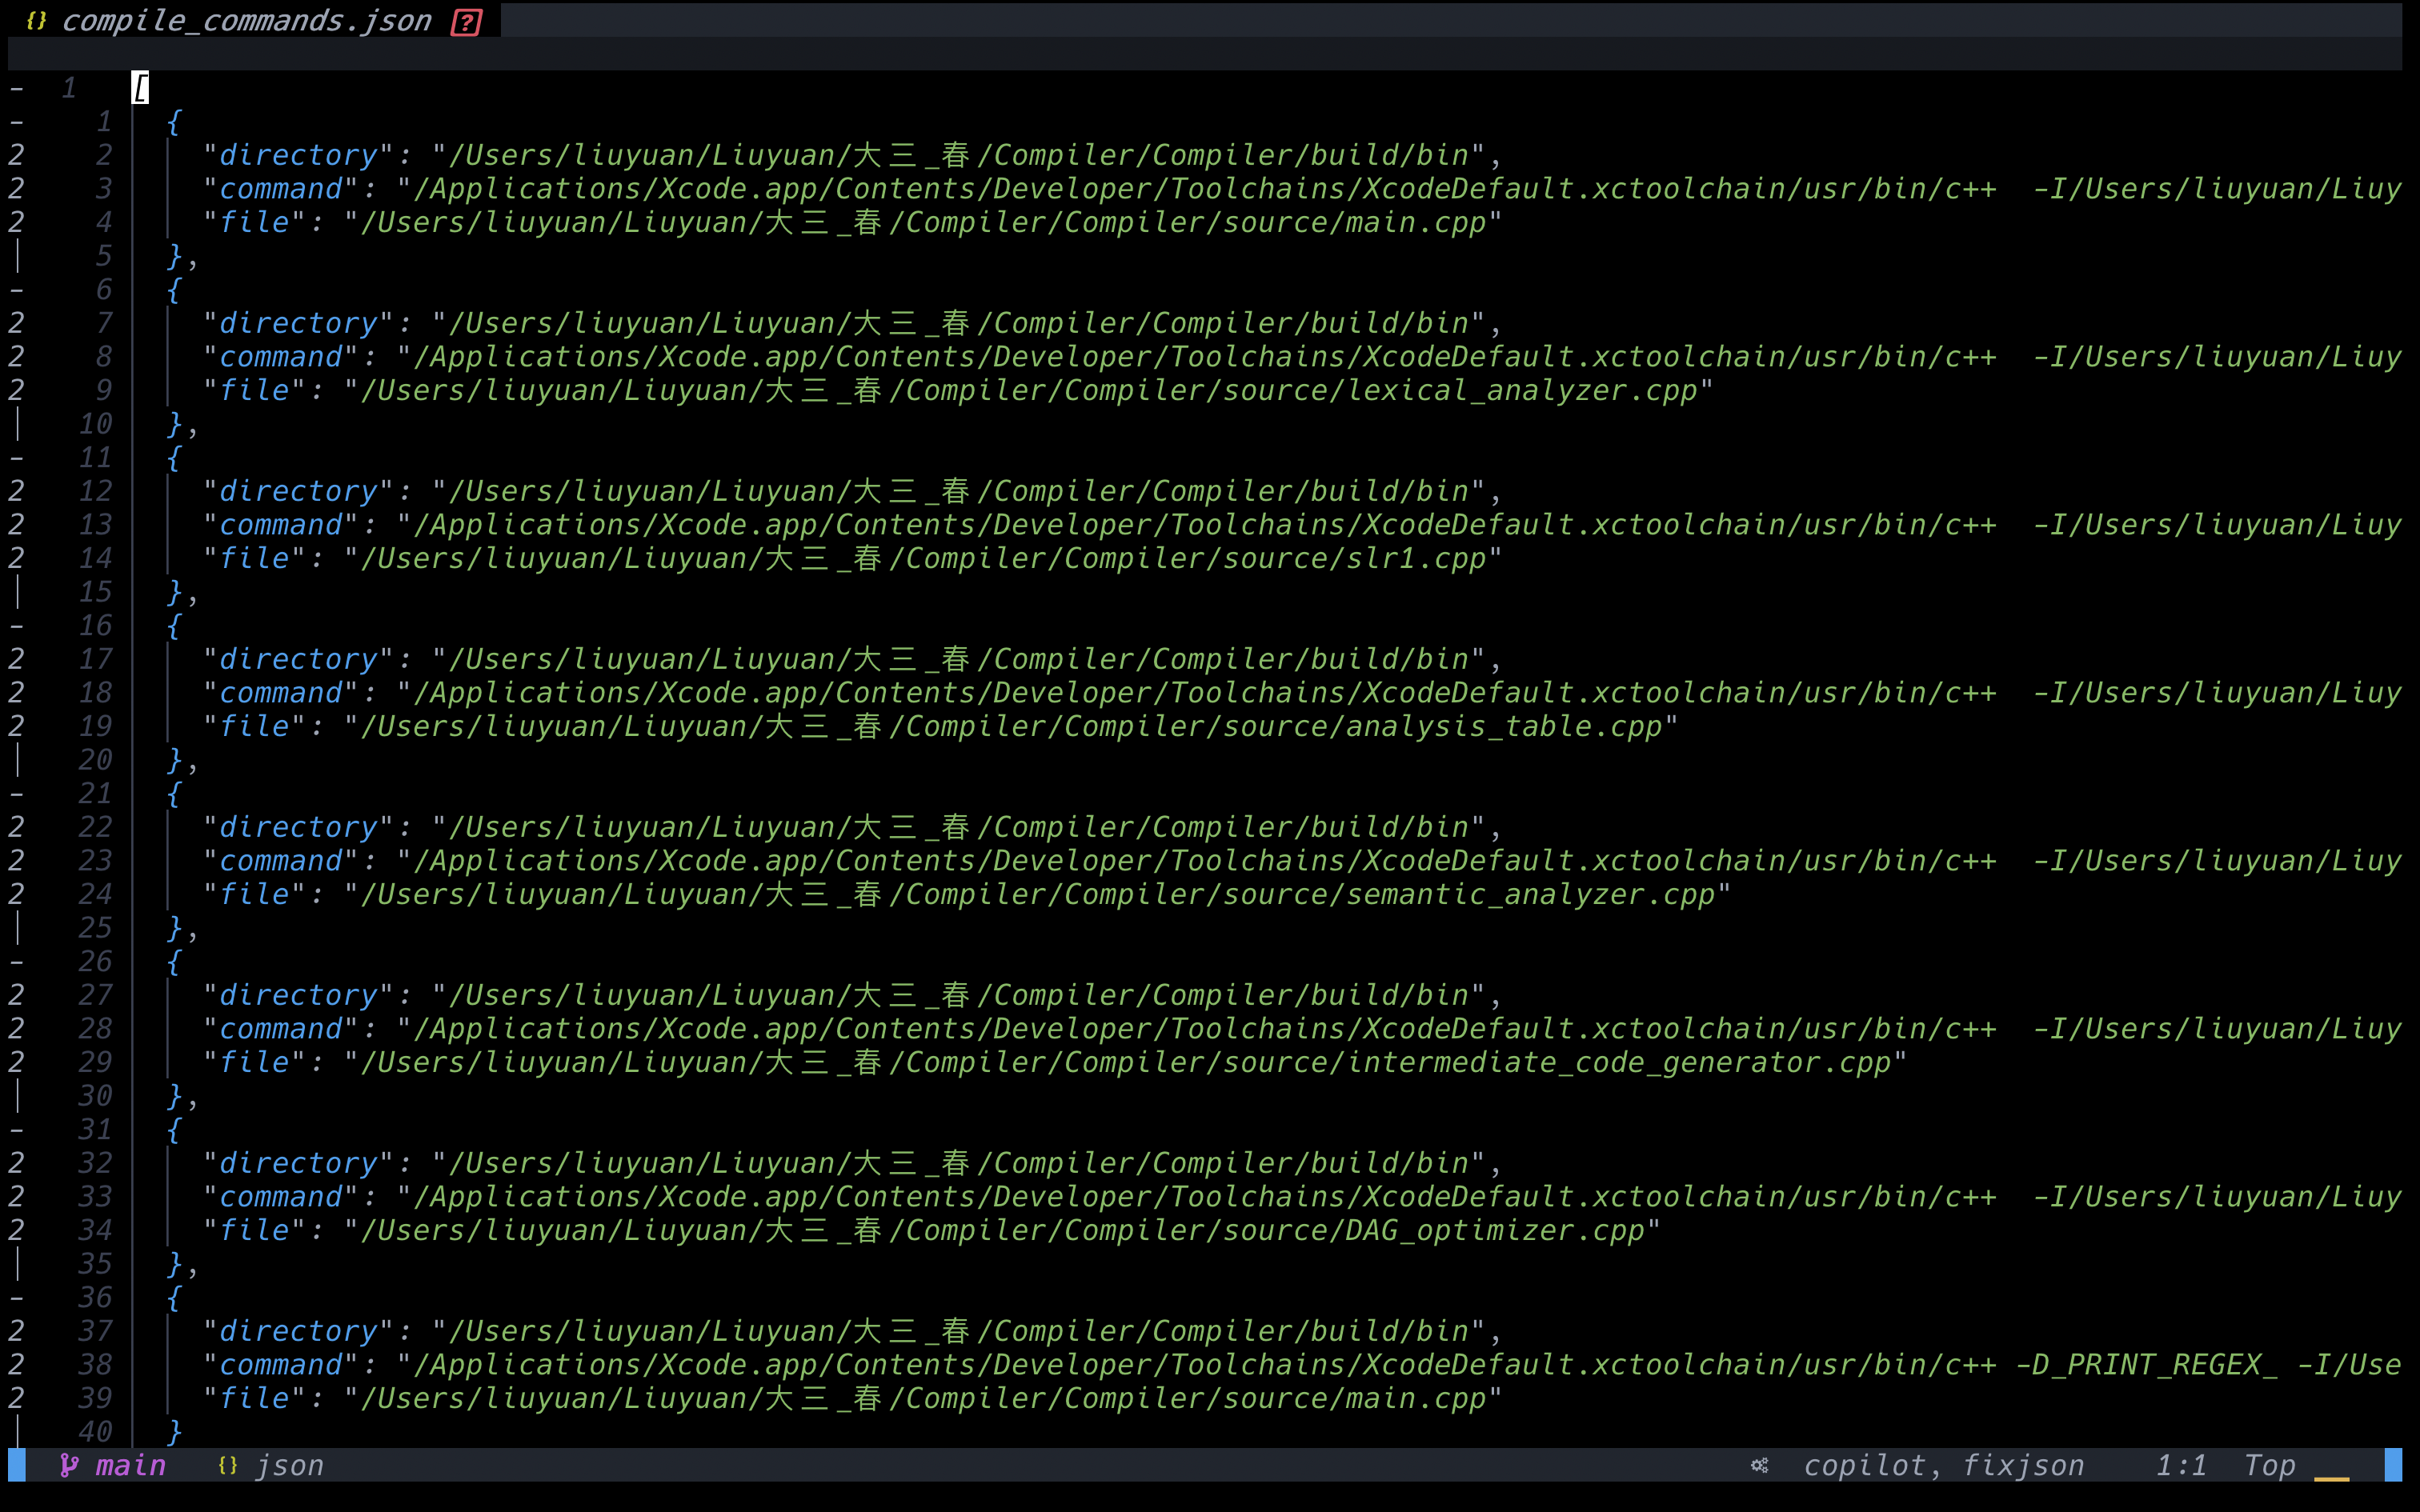 {} compile_commands.json ?
- 1 [
- 1 {
2 2 "directory": "/Users/liuyuan/Liuyuan/大三_春/Compiler/Compiler/build/bin",
2 3 "command": "/Applications/Xcode.app/Contents/Developer/Toolchains/XcodeDefault.xctoolchain/usr/bin/c++  -I/Users/liuyuan/Liuy
2 4 "file": "/Users/liuyuan/Liuyuan/大三_春/Compiler/Compiler/source/main.cpp"
│ 5 },
- 6 {
2 7 "directory": "/Users/liuyuan/Liuyuan/大三_春/Compiler/Compiler/build/bin",
2 8 "command": "/Applications/Xcode.app/Contents/Developer/Toolchains/XcodeDefault.xctoolchain/usr/bin/c++  -I/Users/liuyuan/Liuy
2 9 "file": "/Users/liuyuan/Liuyuan/大三_春/Compiler/Compiler/source/lexical_analyzer.cpp"
│ 10 },
- 11 {
2 12 "directory": "/Users/liuyuan/Liuyuan/大三_春/Compiler/Compiler/build/bin",
2 13 "command": "/Applications/Xcode.app/Contents/Developer/Toolchains/XcodeDefault.xctoolchain/usr/bin/c++  -I/Users/liuyuan/Liuy
2 14 "file": "/Users/liuyuan/Liuyuan/大三_春/Compiler/Compiler/source/slr1.cpp"
│ 15 },
- 16 {
2 17 "directory": "/Users/liuyuan/Liuyuan/大三_春/Compiler/Compiler/build/bin",
2 18 "command": "/Applications/Xcode.app/Contents/Developer/Toolchains/XcodeDefault.xctoolchain/usr/bin/c++  -I/Users/liuyuan/Liuy
2 19 "file": "/Users/liuyuan/Liuyuan/大三_春/Compiler/Compiler/source/analysis_table.cpp"
│ 20 },
- 21 {
2 22 "directory": "/Users/liuyuan/Liuyuan/大三_春/Compiler/Compiler/build/bin",
2 23 "command": "/Applications/Xcode.app/Contents/Developer/Toolchains/XcodeDefault.xctoolchain/usr/bin/c++  -I/Users/liuyuan/Liuy
2 24 "file": "/Users/liuyuan/Liuyuan/大三_春/Compiler/Compiler/source/semantic_analyzer.cpp"
│ 25 },
- 26 {
2 27 "directory": "/Users/liuyuan/Liuyuan/大三_春/Compiler/Compiler/build/bin",
2 28 "command": "/Applications/Xcode.app/Contents/Developer/Toolchains/XcodeDefault.xctoolchain/usr/bin/c++  -I/Users/liuyuan/Liuy
2 29 "file": "/Users/liuyuan/Liuyuan/大三_春/Compiler/Compiler/source/intermediate_code_generator.cpp"
│ 30 },
- 31 {
2 32 "directory": "/Users/liuyuan/Liuyuan/大三_春/Compiler/Compiler/build/bin",
2 33 "command": "/Applications/Xcode.app/Contents/Developer/Toolchains/XcodeDefault.xctoolchain/usr/bin/c++  -I/Users/liuyuan/Liuy
2 34 "file": "/Users/liuyuan/Liuyuan/大三_春/Compiler/Compiler/source/DAG_optimizer.cpp"
│ 35 },
- 36 {
2 37 "directory": "/Users/liuyuan/Liuyuan/大三_春/Compiler/Compiler/build/bin",
2 38 "command": "/Applications/Xcode.app/Contents/Developer/Toolchains/XcodeDefault.xctoolchain/usr/bin/c++ -D_PRINT_REGEX_ -I/Use
2 39 "file": "/Users/liuyuan/Liuyuan/大三_春/Compiler/Compiler/source/main.cpp"
│ 40 }
main {} json copilot, fixjson 1:1 Top